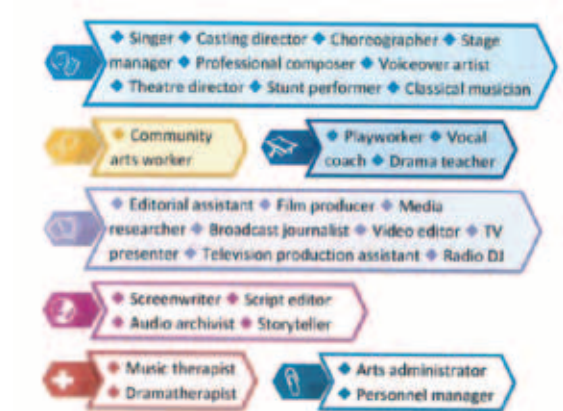 ◆ Singer ◆ Casting director ◆ Choreographer ◆ Stage
manager ◆ Professional composer ◆ Voiceover artist
◆ Theatre director ◆ Stunt performer ◆ Classical musician
◆ Community
arts worker
◆ Playworker ◆ Vocal
coach ◆ Drama teacher
◆ Editorial assistant ◆ Film producer ◆ Media
researcher ◆ Broadcast journalist ◆ Video editor ◆ TV
presenter ◆ Television production assistant ◆ Radio DJ
◆ Screenwriter ◆ Script editor
◆ Audio archivist ◆ Storyteller
◆ Music therapist
◆ Dramatherapist
◆ Arts administrator
◆ Personnel manager